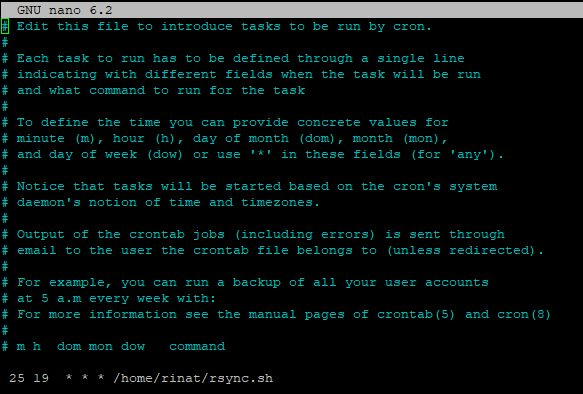 GNU nano 6.2
# Edit this file to introduce tasks to be run by cron.
#
# Each task to run has to be defined through a single line
# indicating with different fields when the task will be run
# and what command to run for the task
#
# To define the time you can provide concrete values for
# minute (m), hour (h), day of month (dom), month (mon),
# and day of week (dow) or use '*' in these fields (for 'any').
#
# Notice that tasks will be started based on the cron's system
# daemon's notion of time and timezones.
#
# Output of the crontab jobs (including errors) is sent through
# email to the user the crontab file belongs to (unless redirected).
#
# For example, you can run a backup of all your user accounts
# at 5 a.m every week with:
# For more information see the manual pages of crontab(5) and cron(8)
#
# m h  dom mon dow   command
25 19  * * * /home/rinat/rsync.sh